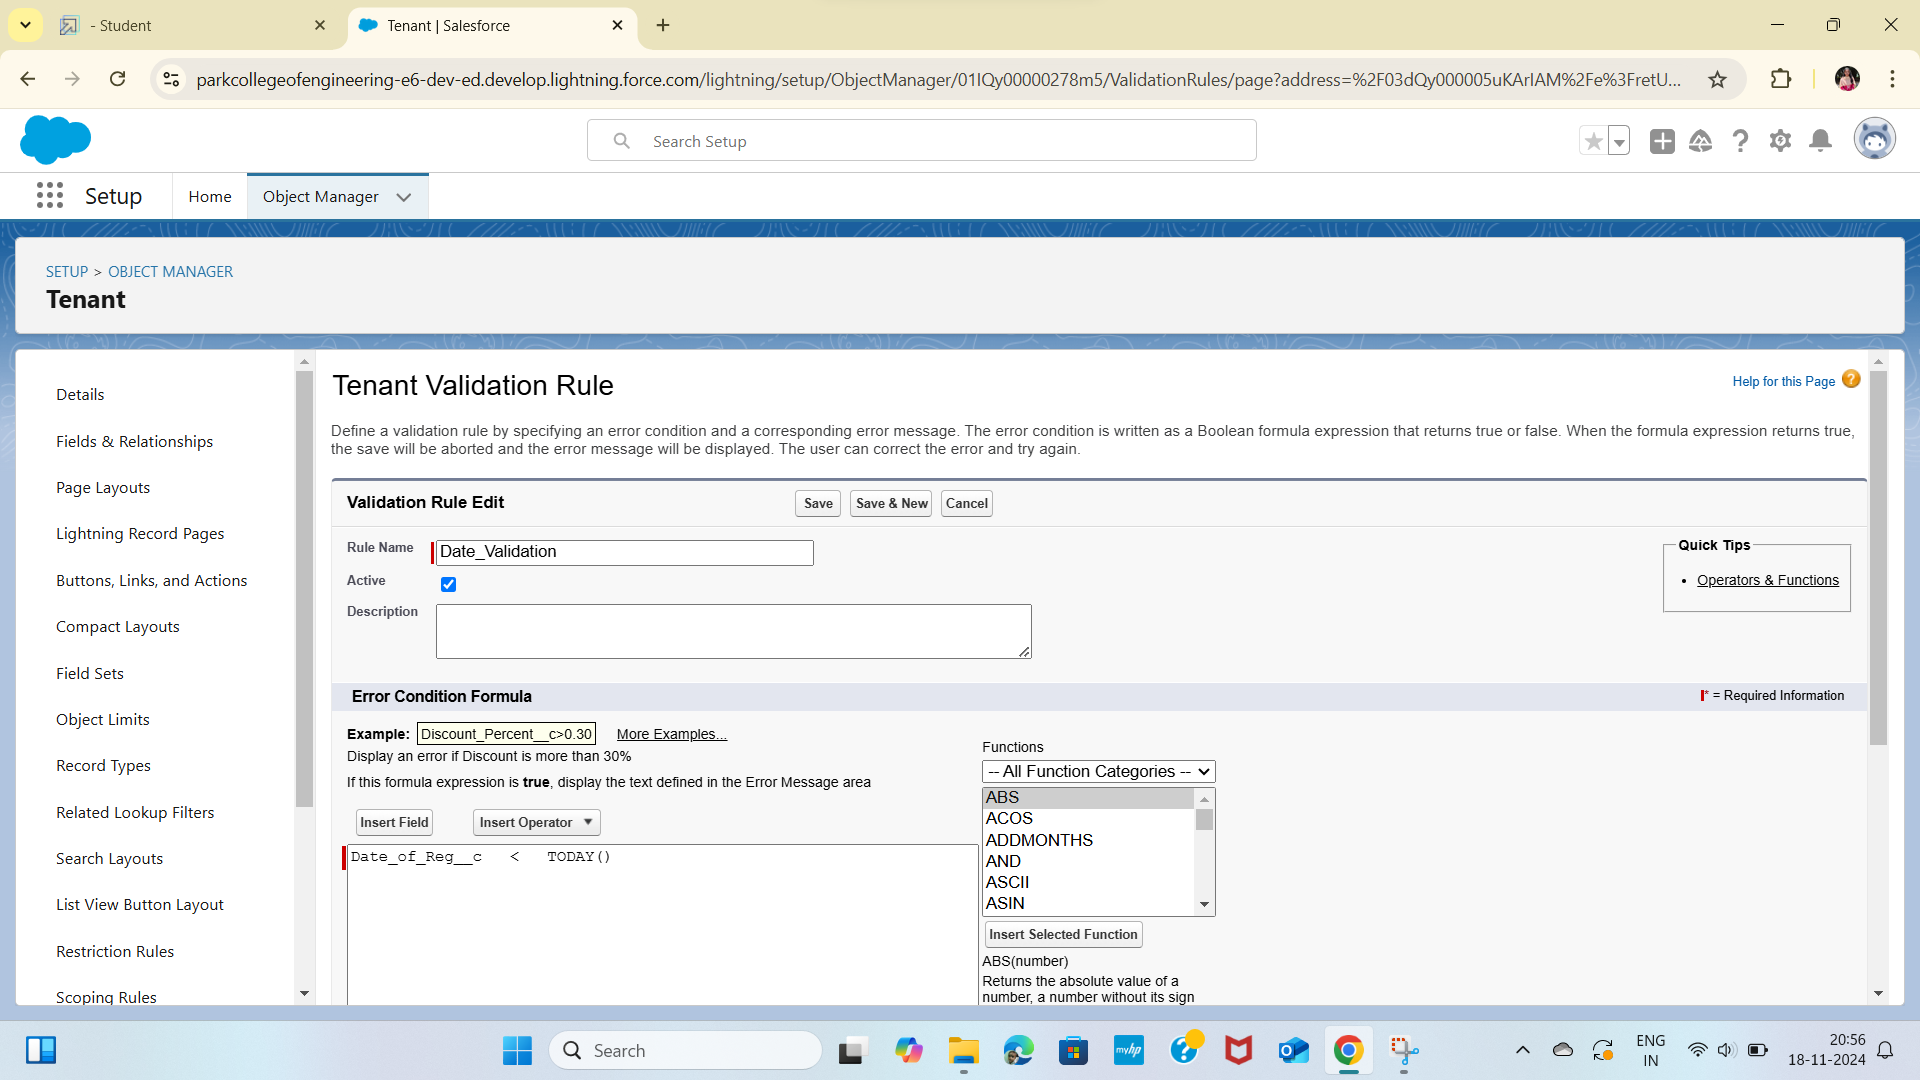 - Student
Tenant | Salesforce
parkcollegeofengineering-e6-dev-ed.develop.lightning.force.com/lightning/setup/ObjectManager/01IQy00000278m5/ValidationRules/page?address=%2F03dQy000005uKArIAM%2Fe%3FretU...
Search Setup
Setup
Home
Object Manager
SETUP > OBJECT MANAGER
Tenant
Details
Fields & Relationships
Page Layouts
Lightning Record Pages
Buttons, Links, and Actions
Compact Layouts
Field Sets
Object Limits
Record Types
Related Lookup Filters
Search Layouts
List View Button Layout
Restriction Rules
Scoping Rules
Tenant Validation Rule
Help for this Page ?
Define a validation rule by specifying an error condition and a corresponding error message. The error condition is written as a Boolean formula expression that returns true or false. When the formula expression returns true,
the save will be aborted and the error message will be displayed. The user can correct the error and try again.
Validation Rule Edit
Save
Save & New
Cancel
Rule Name
Date_Validation
Active
Description
Quick Tips
• Operators & Functions
Error Condition Formula
|* = Required Information
Example: Discount_Percent__c>0.30 More Examples...
Display an error if Discount is more than 30%
If this formula expression is true, display the text defined in the Error Message area
Insert Field
Insert Operator
Date_of_Reg__c < TODAY()
Functions
-- All Function Categories --
ABS
ACOS
ADDMONTHS
AND
ASCII
ASIN
Insert Selected Function
ABS(number)
Returns the absolute value of a
number, a number without its sign
Search
myhp
ENG
IN
20:56
18-11-2024